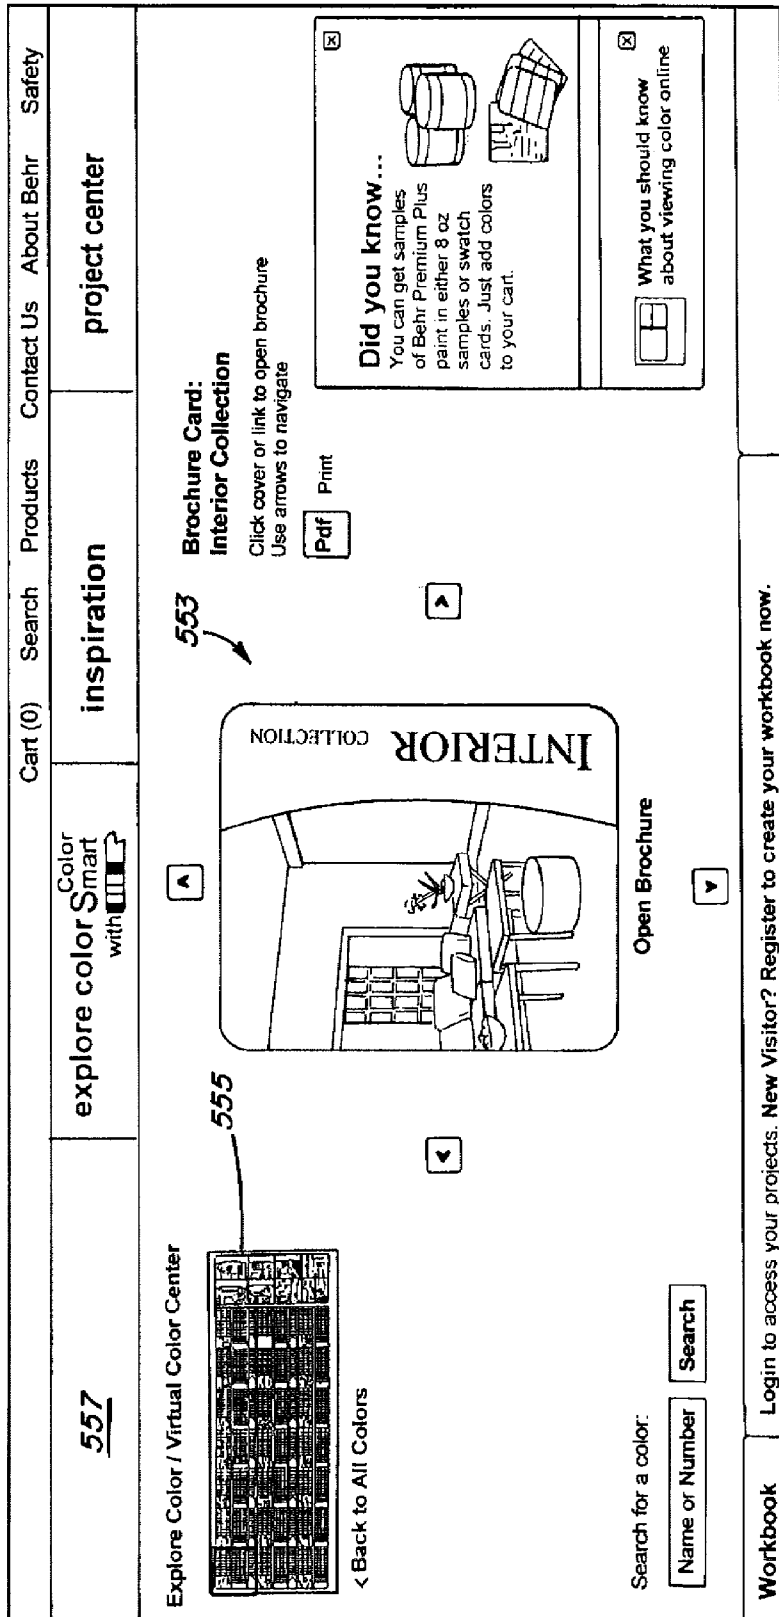 Cart (0) Search Products Contact Us About Behr Safety
557
explore color
Color
Smart
with
inspiration
project center
Explore Color / Virtual Color Center
555
< Back to All Colors
Search for a color:
Name or Number
Search
<
^
INTERIOR
COLLECTION
Open Brochure
v
>
553
Brochure Card:
Interior Collection
Click cover or link to open brochure
Use arrows to navigate
Pdf
Print
x
Did you know...
You can get samples
of Behr Premium Plus
paint in either 8 oz
samples or swatch
cards. Just add colors
to your cart.
x
What you should know
about viewing color online
Workbook
Login to access your projects. New Visitor? Register to create your workbook now.